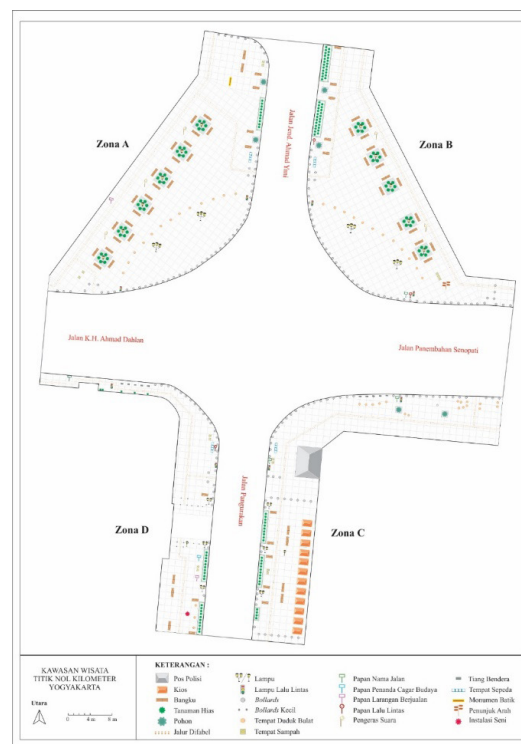 Zona A
Zona B
Jalan Jend. Ahmad Yani
Jalan K.H. Ahmad Dahlan
Jalan Panembahan Senopati
Jalan Pangurakan
Zona D
Zona C
KAWASAN WISATA
TITIK NOL KILOMETER
YOGYAKARTA
Utara
0 4 m 8 m
KETERANGAN :
Pos Polisi
Kios
Bangku
Tanaman Hias
Pohon
Jalur Difabel
Lampu
Lampu Lalu Lintas
Bollards
Bollards Kecil
Tempat Duduk Bulat
Tempat Sampah
Papan Nama Jalan
Papan Penanda Cagar Budaya
Papan Larangan Berjualan
Papan Lalu Lintas
Pengeras Suara
Tiang Bendera
Tempat Sepeda
Monumen Batik
Penunjuk Arah
Instalasi Seni